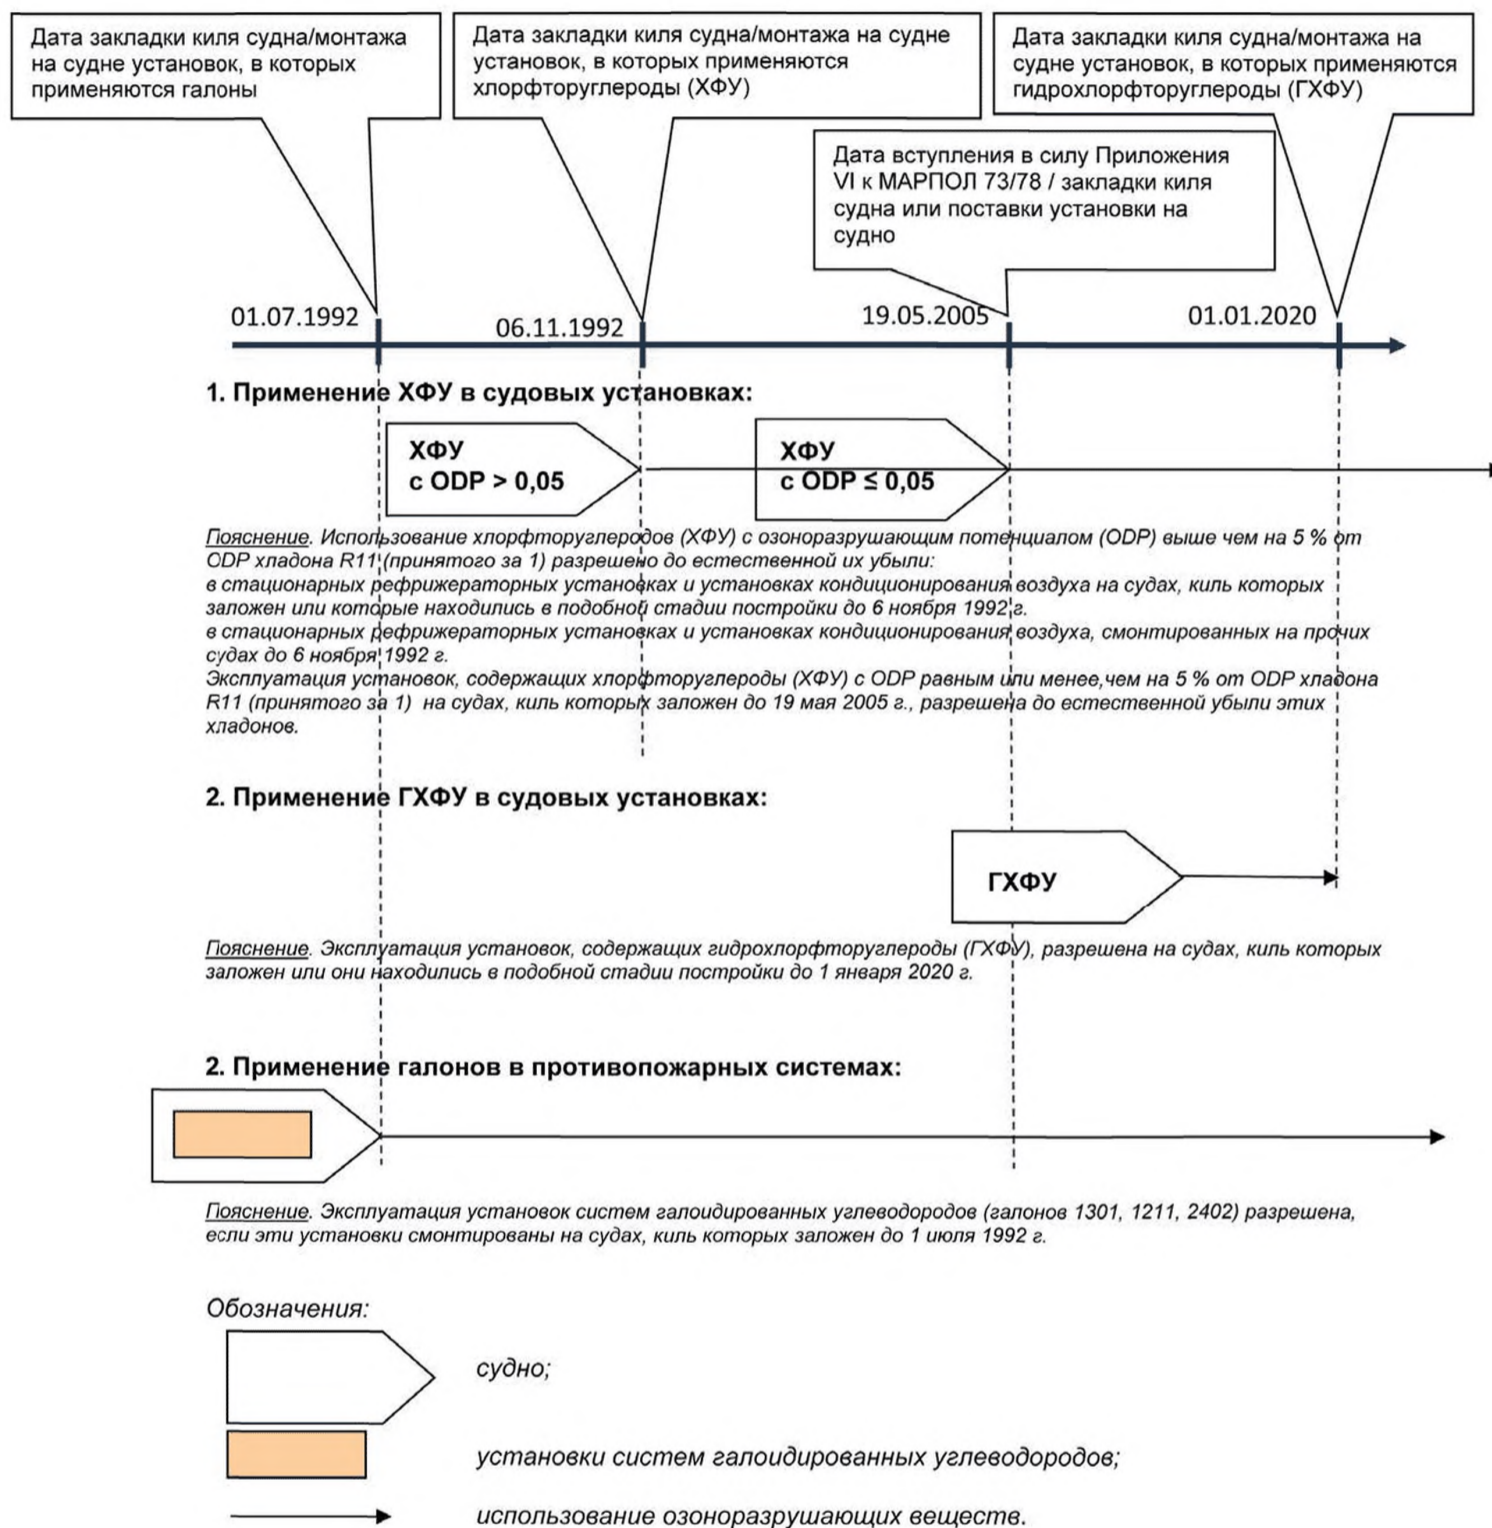 Дата закладки киля судна/монтажа
на судне установок, в которых
применяются галоны
Дата закладки киля судна/монтажа на судне
установок, в которых применяются
хлорфторуглероды (ХФУ)
Дата закладки киля судна/монтажа на
судне установок, в которых применяются
гидрохлорфторуглероды (ГХФУ)
Дата вступления в силу Приложения
VI к МАРПОЛ 73/78 / закладки киля
судна или поставки установки на
судно
01.07.1992
06.11.1992
19.05.2005
01.01.2020
1. Применение ХФУ в судовых установках:
ХФУ
с ODP > 0,05
ХФУ
с ODP ≤ 0,05
Пояснение. Использование хлорфторуглеродов (ХФУ) с озоноразрушающим потенциалом (ODP) выше чем на 5 % от
ODP хладона R11 (принятого за 1) разрешено до естественной их убыли:
в стационарных рефрижераторных установках и установках кондиционирования воздуха на судах, киль которых
заложен или которые находились в подобной стадии постройки до 6 ноября 1992 г.
в стационарных рефрижераторных установках и установках кондиционирования воздуха, смонтированных на прочих
судах до 6 ноября 1992 г.
Эксплуатация установок, содержащих хлорфторуглероды (ХФУ) с ODP равным или менее,чем на 5 % от ODP хладона
R11 (принятого за 1) на судах, киль которых заложен до 19 мая 2005 г., разрешена до естественной убыли этих
хладонов.
2. Применение ГХФУ в судовых установках:
ГХФУ
Пояснение. Эксплуатация установок, содержащих гидрохлорфторуглероды (ГХФУ), разрешена на судах, киль которых
заложен или они находились в подобной стадии постройки до 1 января 2020 г.
2. Применение галонов в противопожарных системах:
Пояснение. Эксплуатация установок систем галоидированных углеводородов (галонов 1301, 1211, 2402) разрешена,
если эти установки смонтированы на судах, киль которых заложен до 1 июля 1992 г.
Обозначения:
судно;
установки систем галоидированных углеводородов;
использование озоноразрушающих веществ.